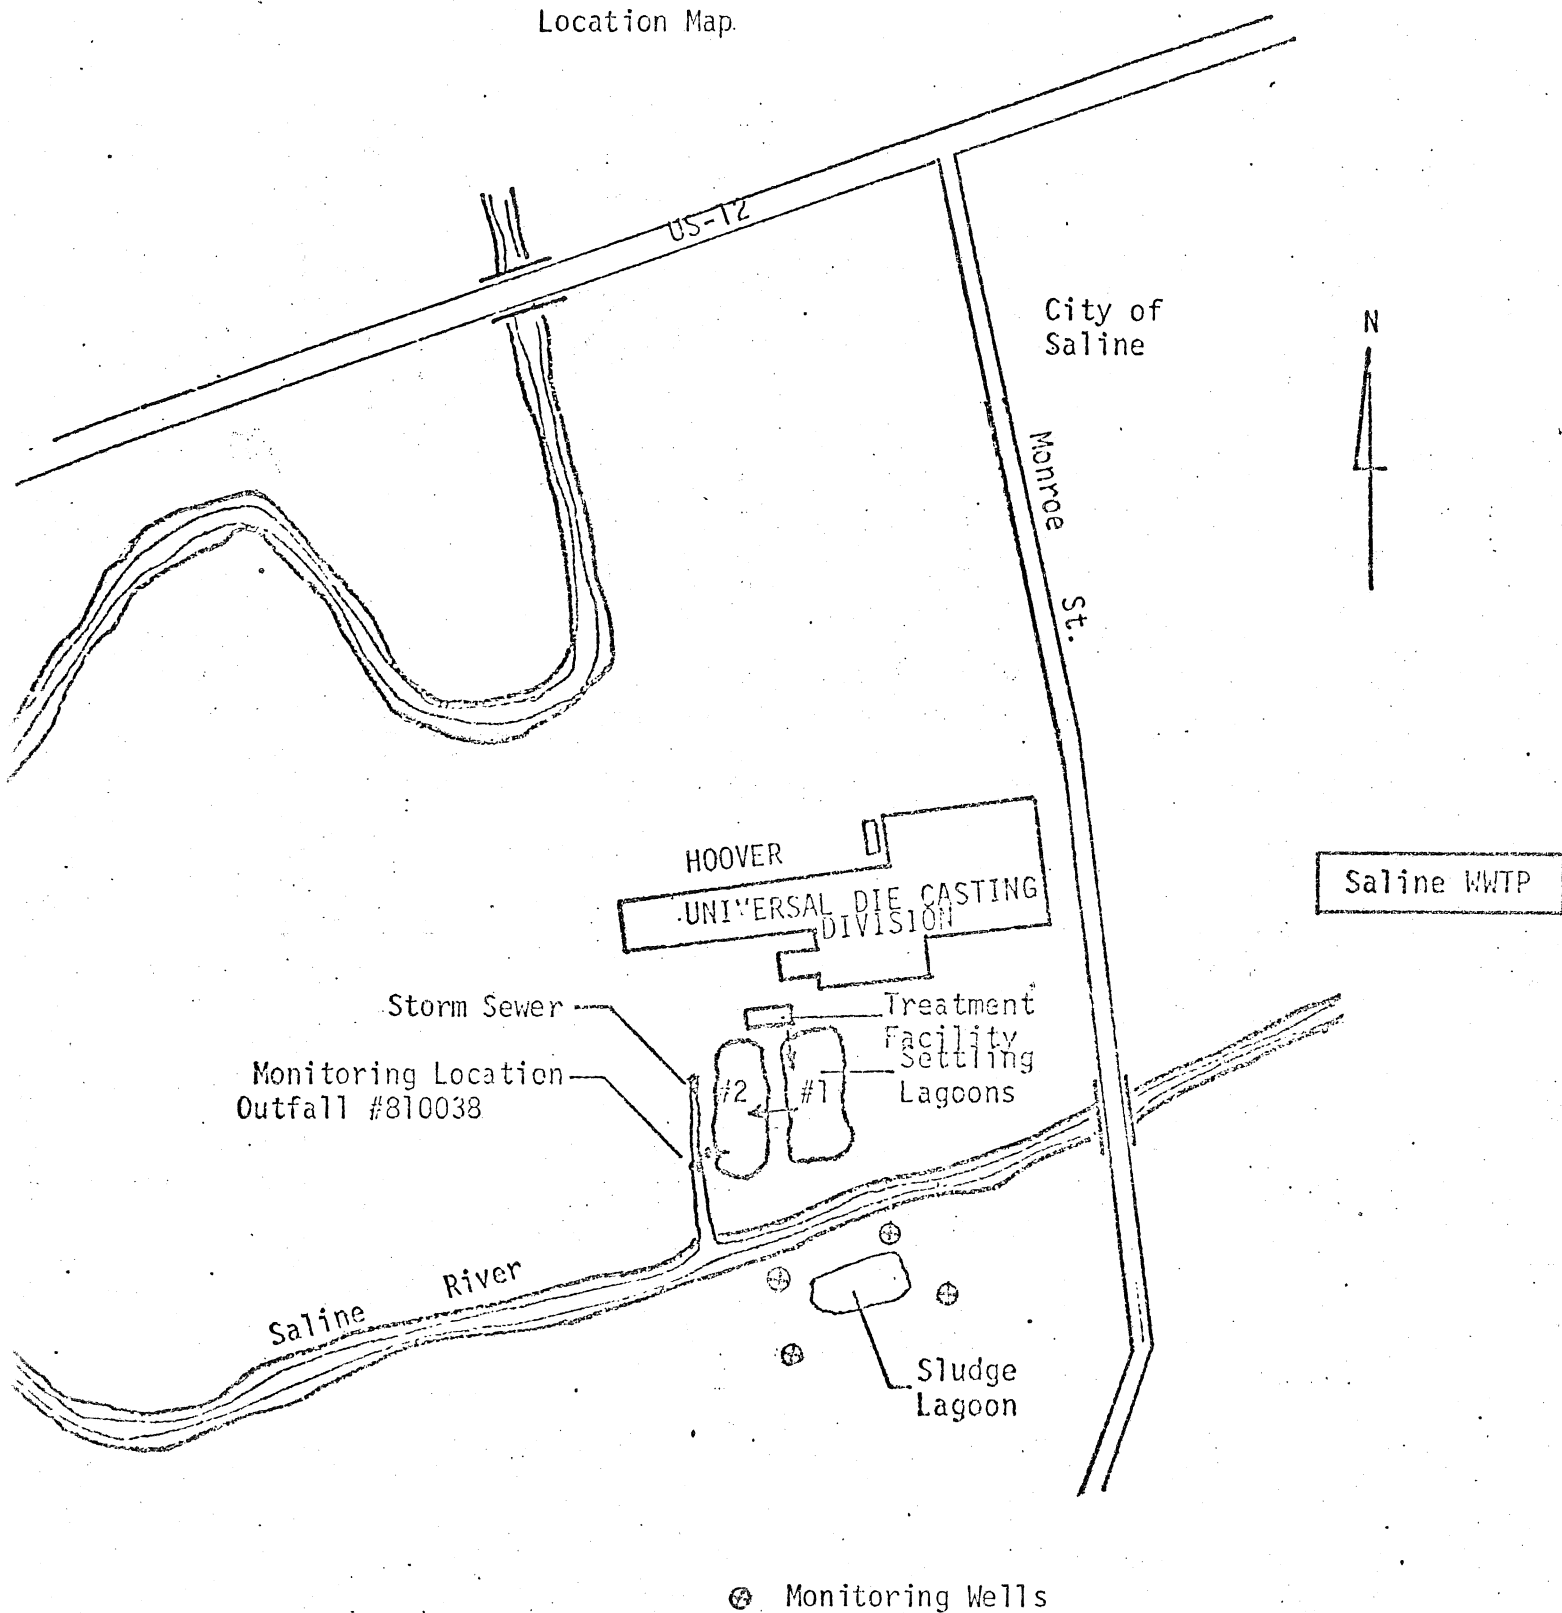 Location Map
US-12
City of
Saline
N
Monroe St.
HOOVER
UNIVERSAL DIE CASTING
DIVISION
Saline WWTP
Storm Sewer
Treatment
Facility
Settling
Lagoons
Monitoring Location
Outfall #810038
#2
#1
Saline River
Sludge
Lagoon
Monitoring Wells